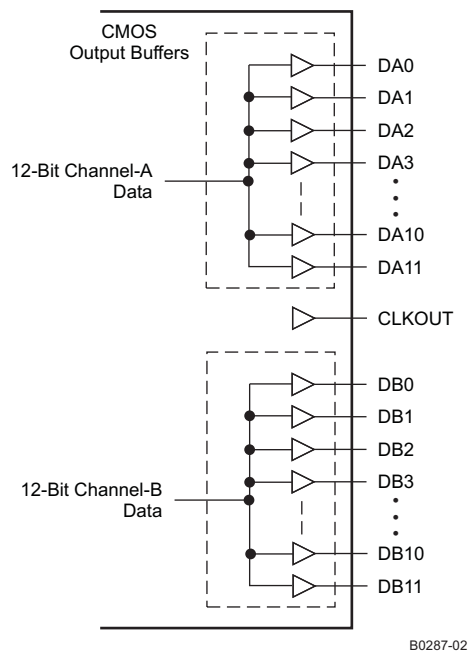 CMOS
Output Buffers
DA0
DA1
DA2
DA3
12-Bit Channel-A
Data
DA10
DA11
CLKOUT
DB0
DB1
DB2
DB3
12-Bit Channel-B
Data
DB10
DB11
B0287-02